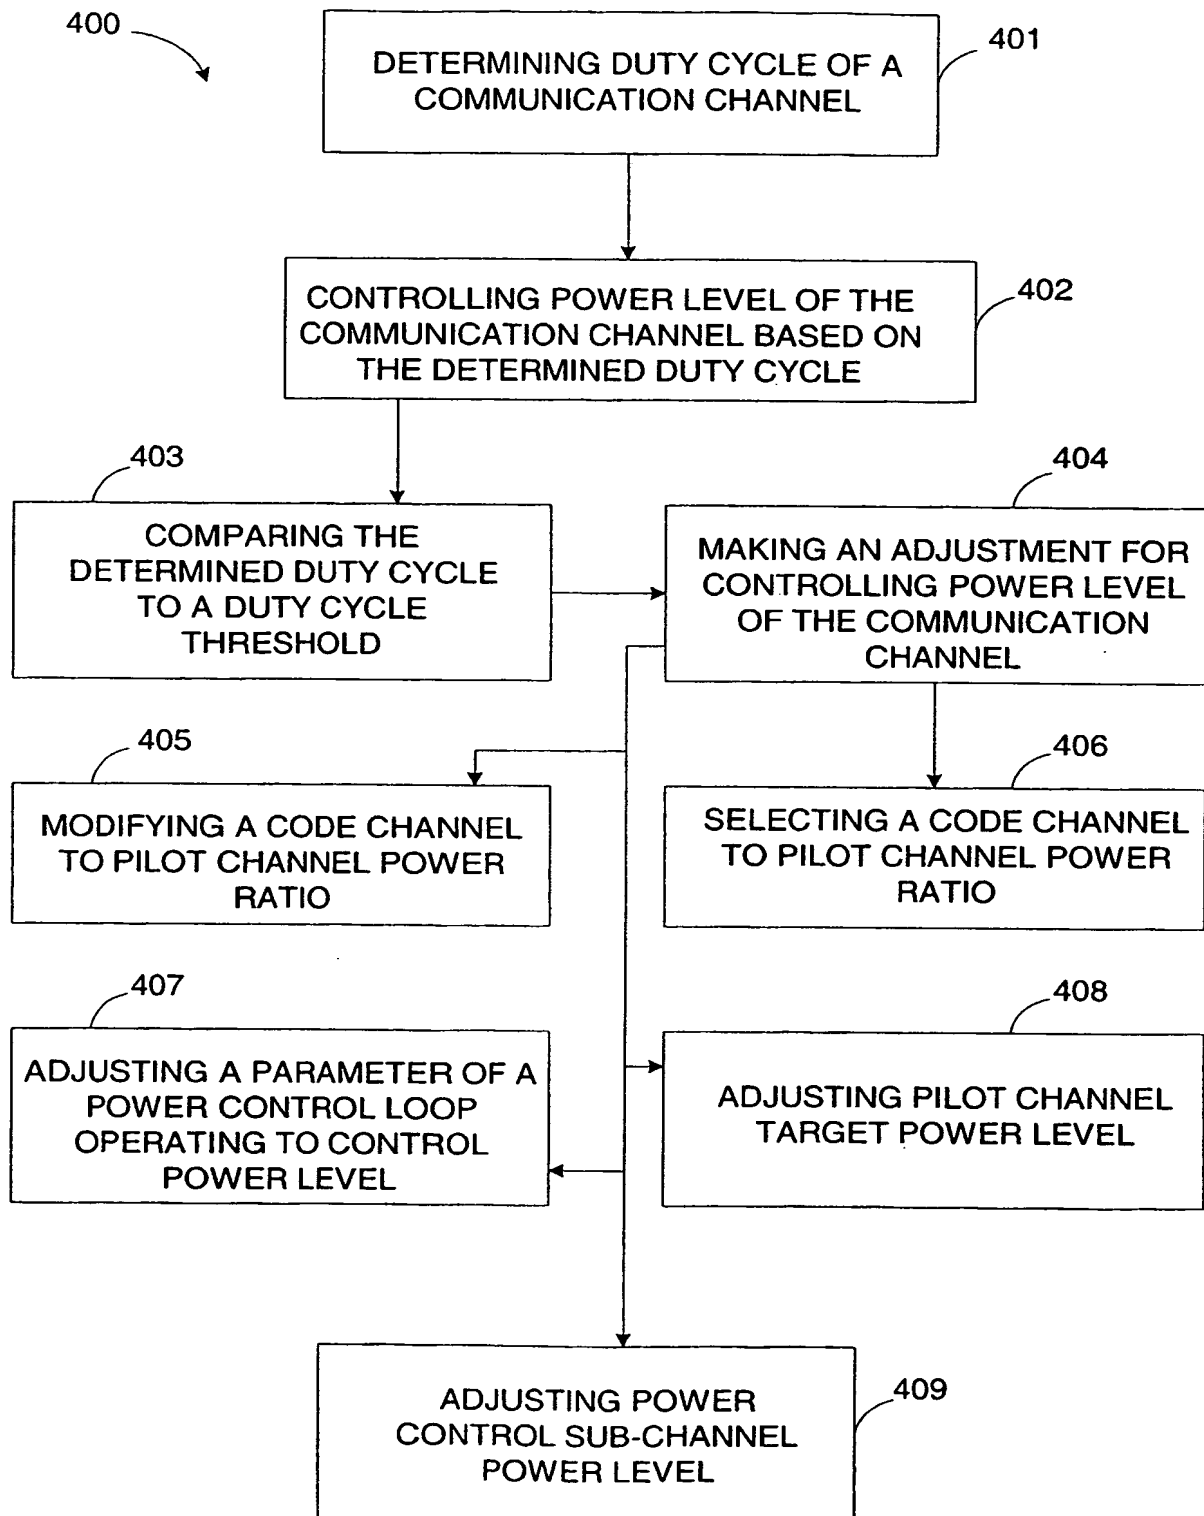 400
401
DETERMINING DUTY CYCLE OF A
COMMUNICATION CHANNEL
402
CONTROLLING POWER LEVEL OF THE
COMMUNICATION CHANNEL BASED ON
THE DETERMINED DUTY CYCLE
403
COMPARING THE
DETERMINED DUTY CYCLE
TO A DUTY CYCLE
THRESHOLD
404
MAKING AN ADJUSTMENT FOR
CONTROLLING POWER LEVEL
OF THE COMMUNICATION
CHANNEL
405
MODIFYING A CODE CHANNEL
TO PILOT CHANNEL POWER
RATIO
406
SELECTING A CODE CHANNEL
TO PILOT CHANNEL POWER
RATIO
407
ADJUSTING A PARAMETER OF A
POWER CONTROL LOOP
OPERATING TO CONTROL
POWER LEVEL
408
ADJUSTING PILOT CHANNEL
TARGET POWER LEVEL
409
ADJUSTING POWER
CONTROL SUB-CHANNEL
POWER LEVEL